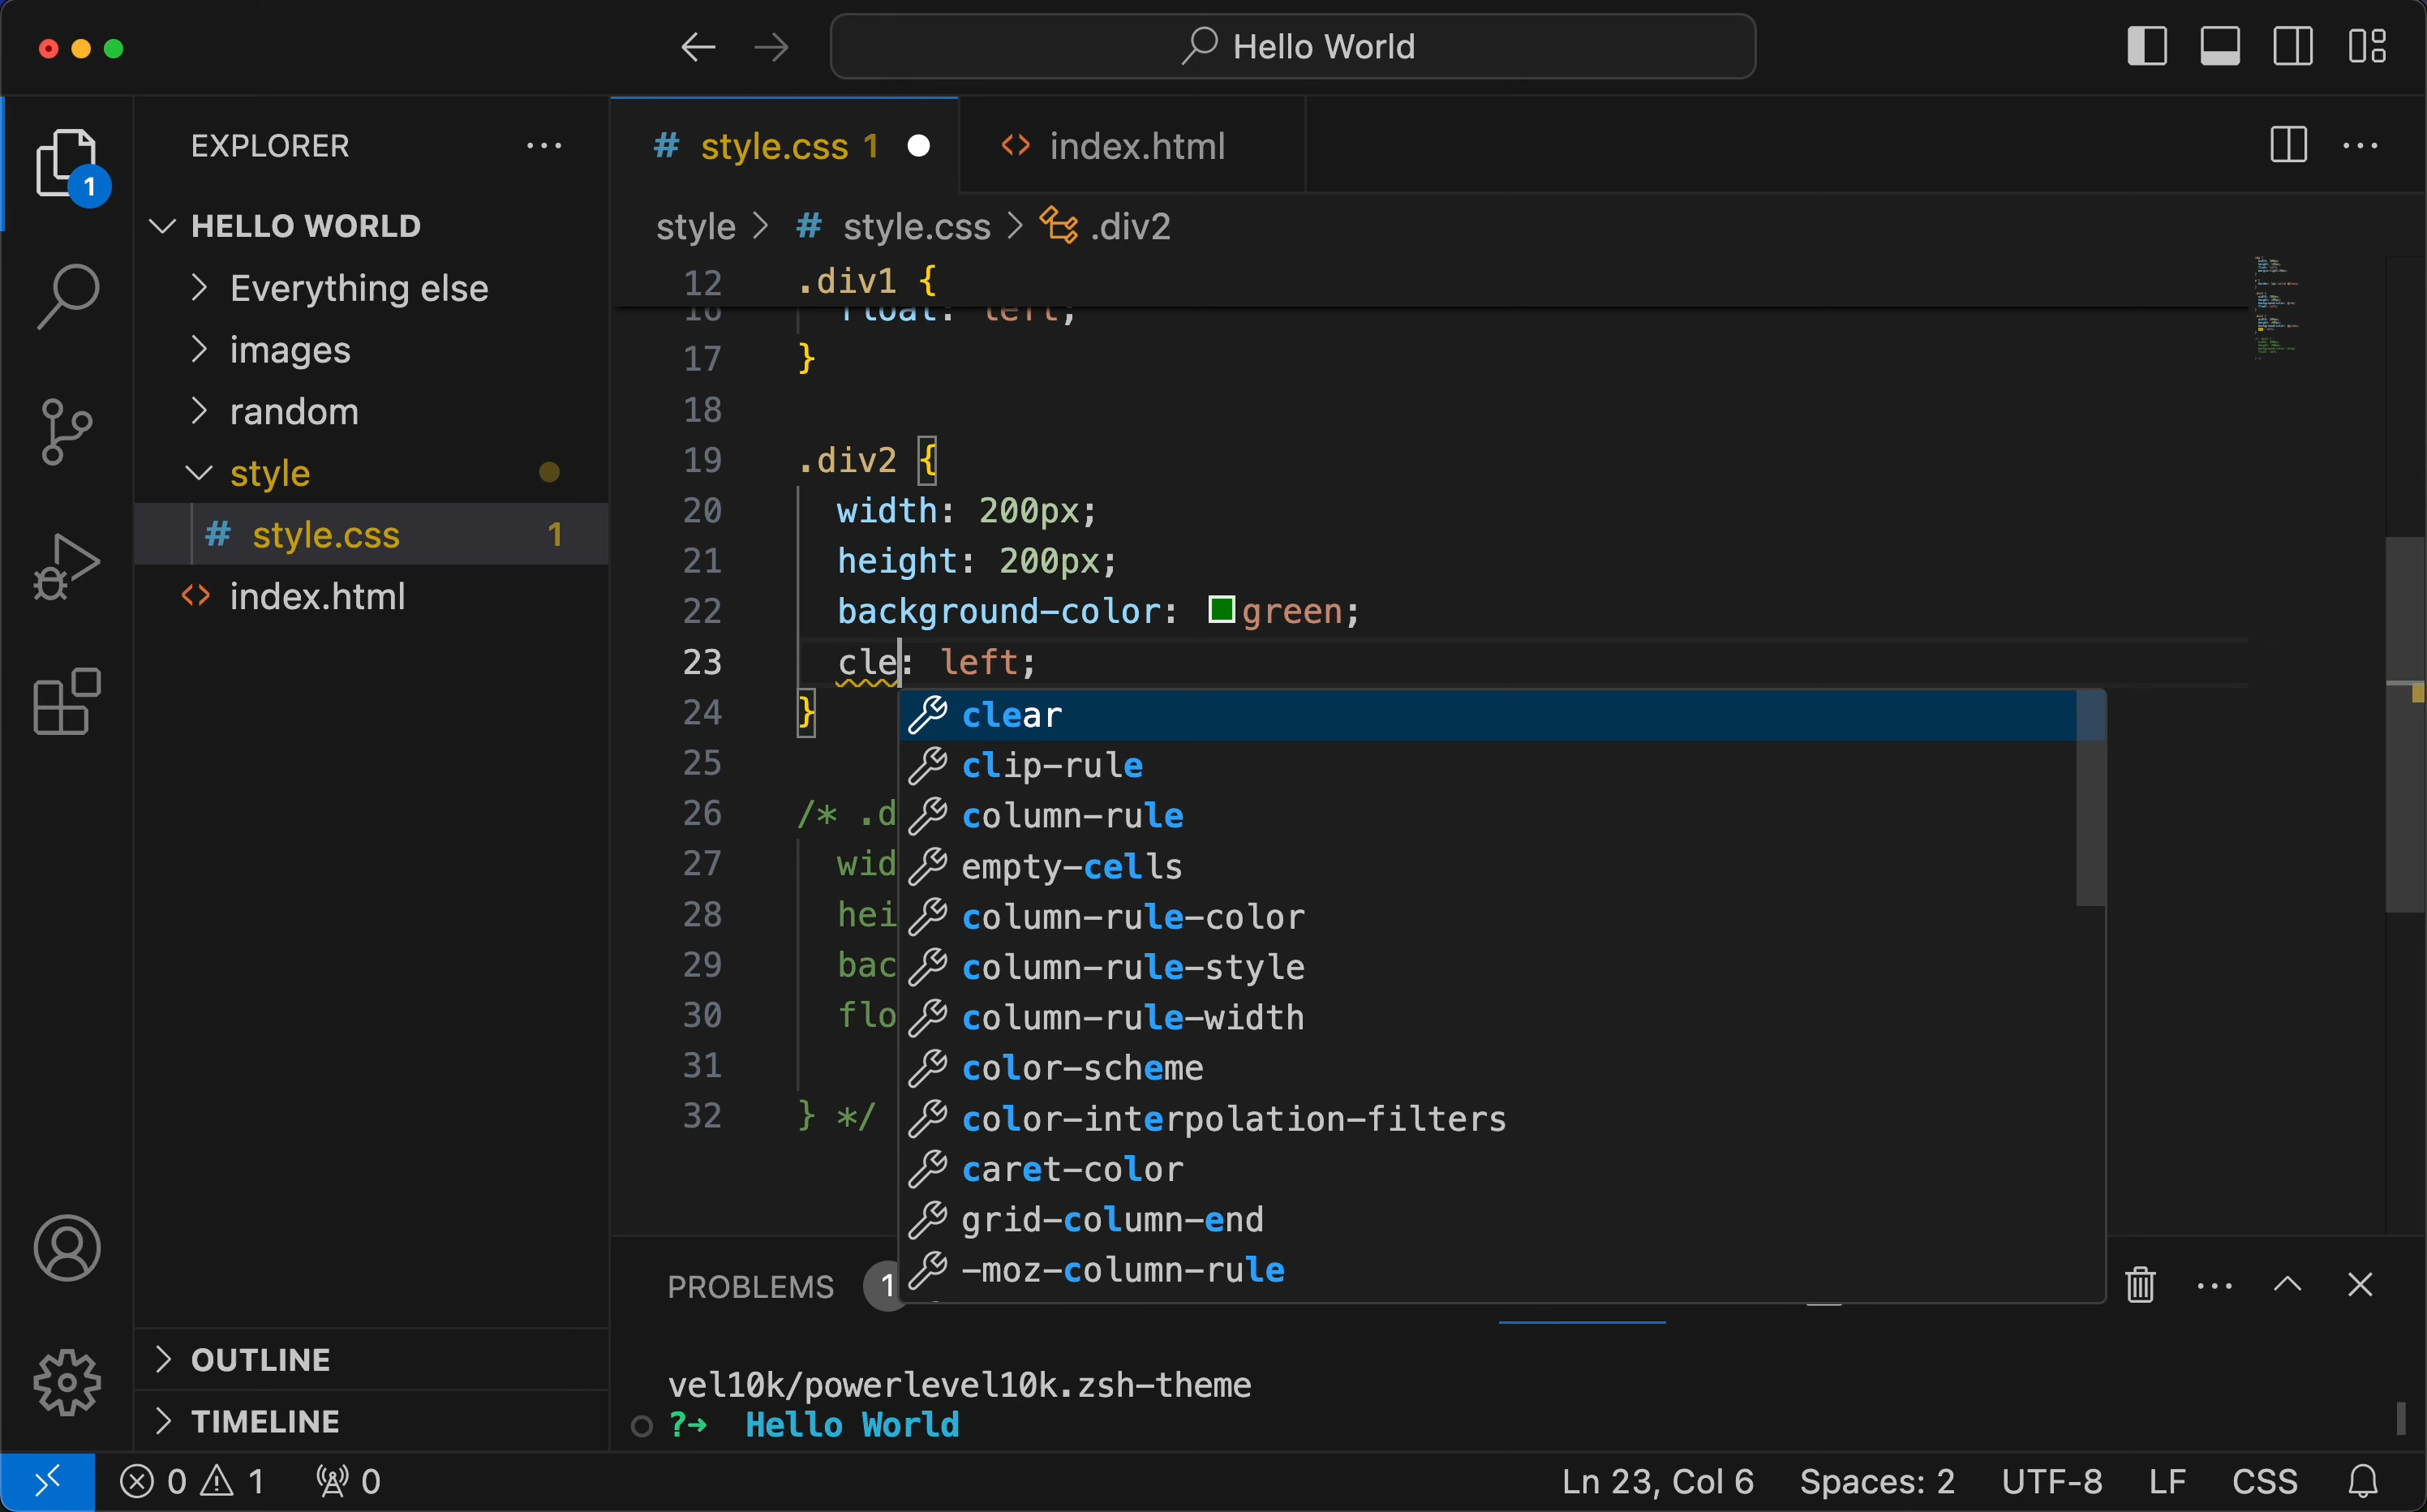 Hello World
EXPLORER
1
HELLO WORLD
Everything else
images
random
style
# style.css 1
<> index.html
OUTLINE
TIMELINE
# style.css 1
<> index.html
style > # style.css > .div2
12 .div1 {
16 float: left;
17 }
18
19 .div2 {
20 width: 200px;
21 height: 200px;
22 background-color: green;
23 cle: left;
24 }
25
26 /* .d
27 wid
28 hei
29 bac
30 flo
31
32 } */
clear
clip-rule
column-rule
empty-cells
column-rule-color
column-rule-style
column-rule-width
color-scheme
color-interpolation-filters
caret-color
grid-column-end
-moz-column-rule
PROBLEMS 1
vel10k/powerlevel10k.zsh-theme
?→ Hello World
0 1 0
Ln 23, Col 6 Spaces: 2 UTF-8 LF CSS